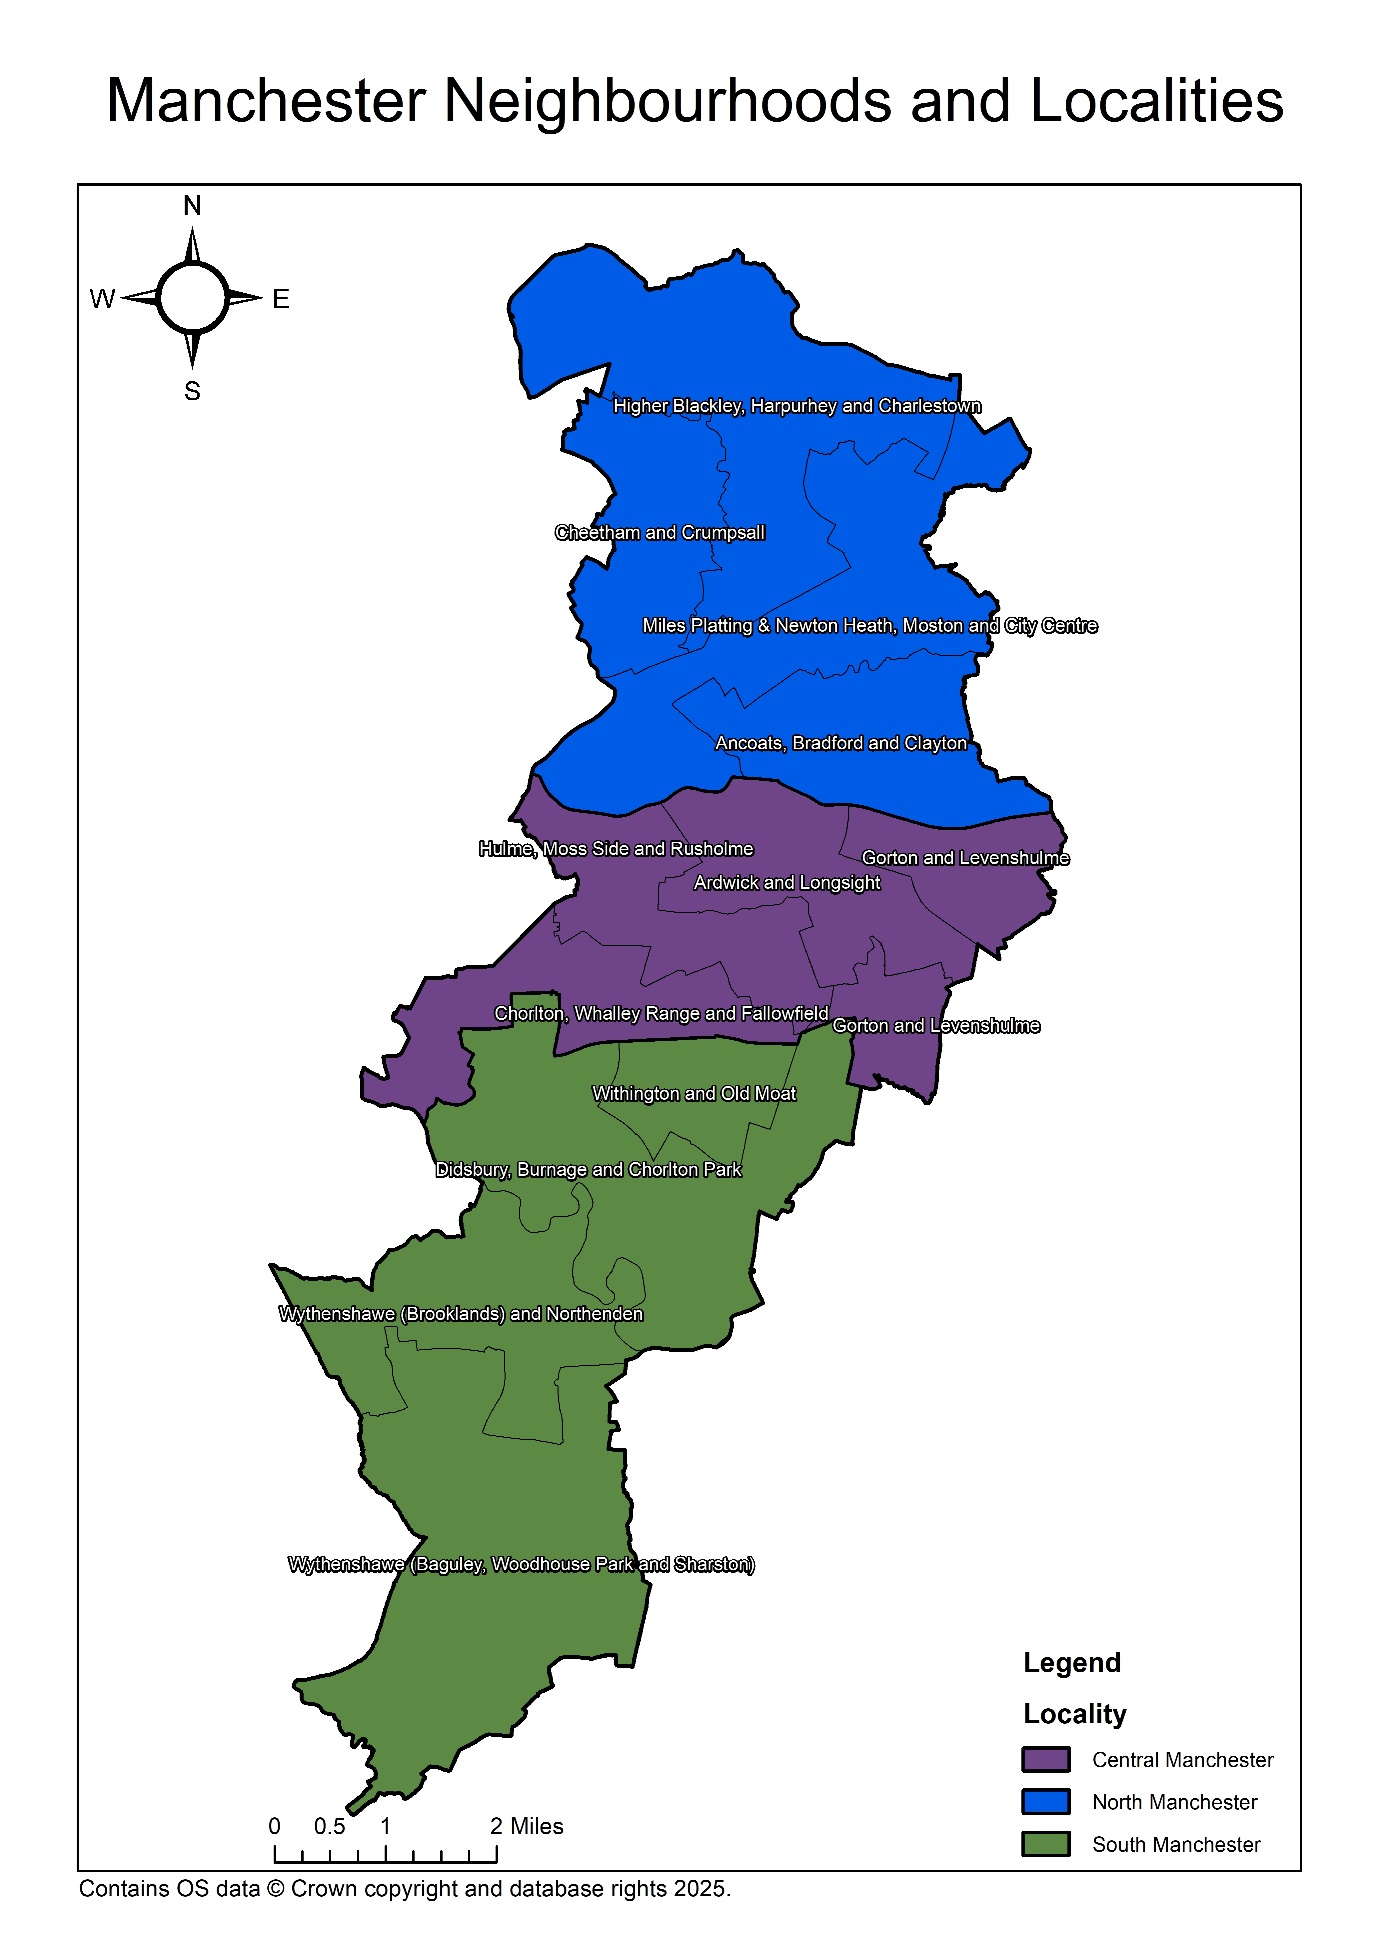 Manchester Neighbourhoods and Localities
N
W E
S
Higher Blackley, Harpurhey and Charlestown
Cheetham and Crumpsall
Miles Platting & Newton Heath, Moston and City Centre
Ancoats, Bradford and Clayton
Hulme, Moss Side and Rusholme
Gorton and Levenshulme
Ardwick and Longsight
Chorlton, Whalley Range and Fallowfield
Gorton and Levenshulme
Withington and Old Moat
Didsbury, Burnage and Chorlton Park
Wythenshawe (Brooklands) and Northenden
Wythenshawe (Baguley, Woodhouse Park and Sharston)
Legend
Locality
Central Manchester
North Manchester
South Manchester
0 0.5 1 2 Miles
Contains OS data © Crown copyright and database rights 2025.